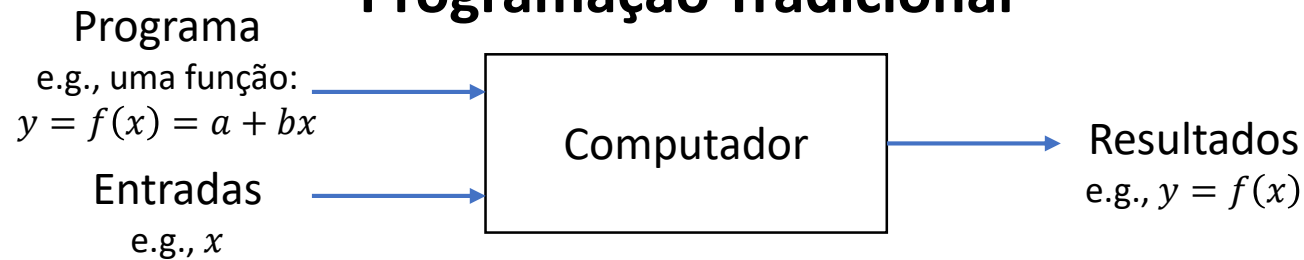 Programação Tradicional
Programa
e.g., uma função:
𝑦 = 𝑓(𝑥) = 𝑎 + 𝑏𝑥
Entradas
e.g., 𝑥
Computador
Resultados
e.g., 𝑦 = 𝑓(𝑥)